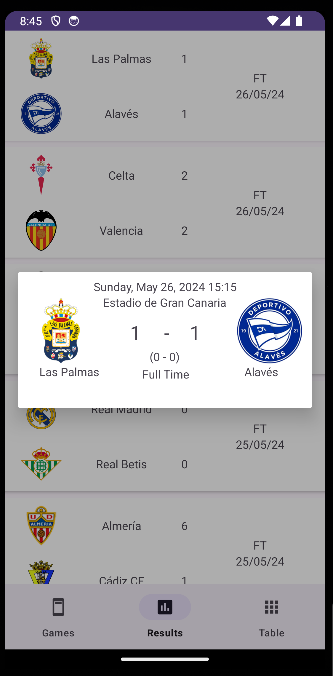 8:45
Las Palmas 1
FT
26/05/24
Alavés 1
Celta 2
FT
26/05/24
Valencia 2
Sunday, May 26, 2024 15:15
Estadio de Gran Canaria
1 - 1
(0 - 0)
Full Time
Las Palmas
Alavés
DEPORTIVO
ALAVÉS
Real Madrid 0
FT
25/05/24
Real Betis 0
Almería 6
FT
25/05/24
Cádiz CF 1
Games
Results
Table